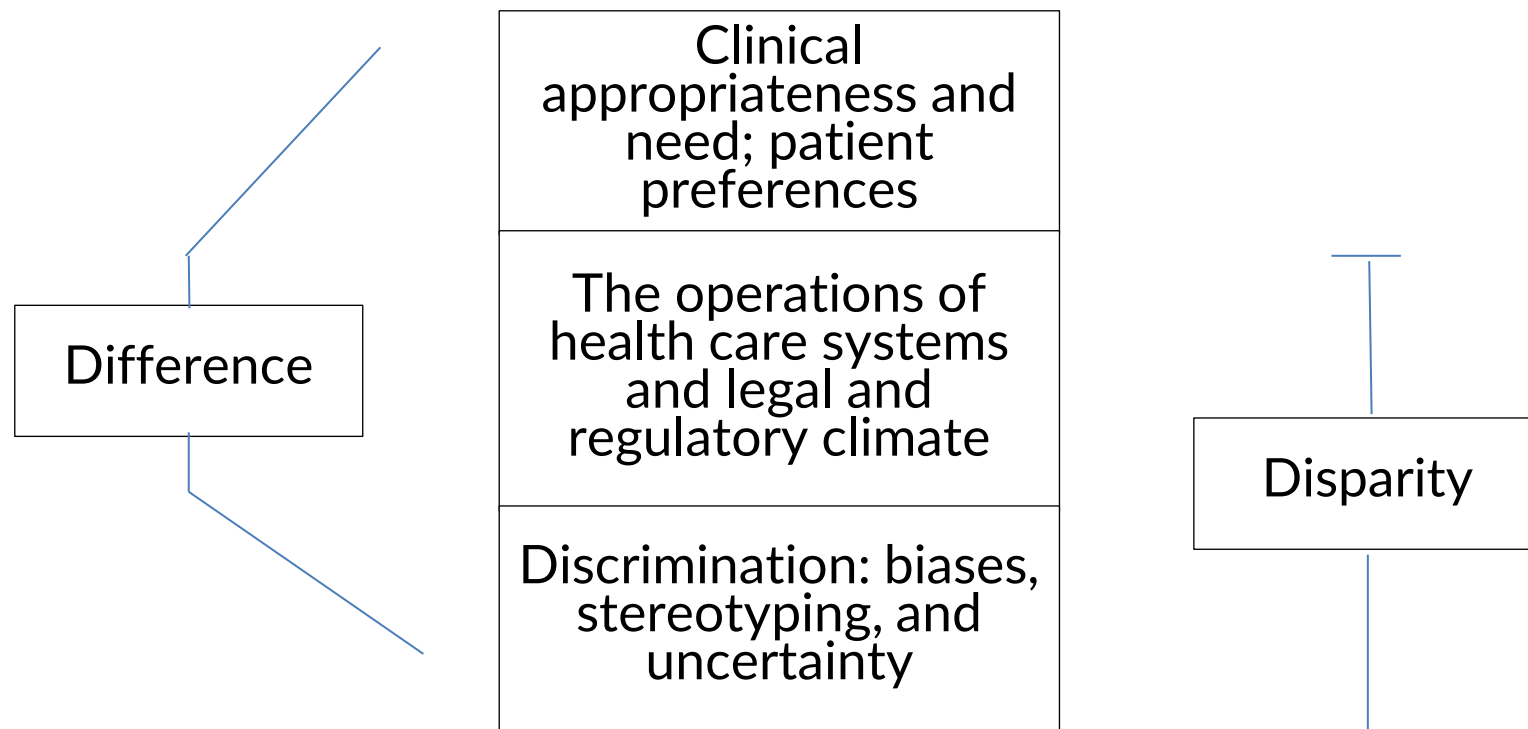 Clinical
appropriateness and
need; patient
preferences
Difference
The operations of
health care systems
and legal and
regulatory climate
Disparity
Discrimination: biases,
stereotyping, and
uncertainty